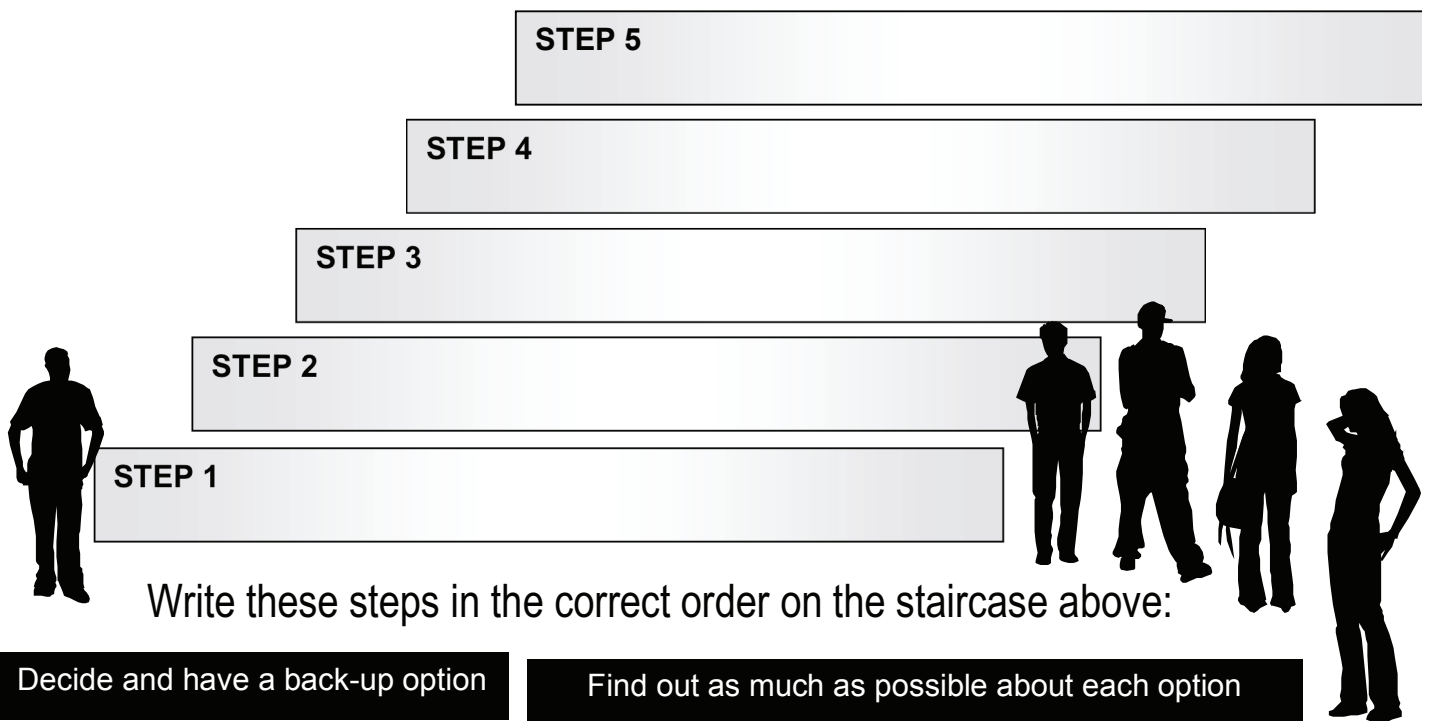 STEP 5
STEP 4
STEP 3
STEP 2
STEP 1
Write these steps in the correct order on the staircase above:
Decide and have a back-up option
Find out as much as possible about each option